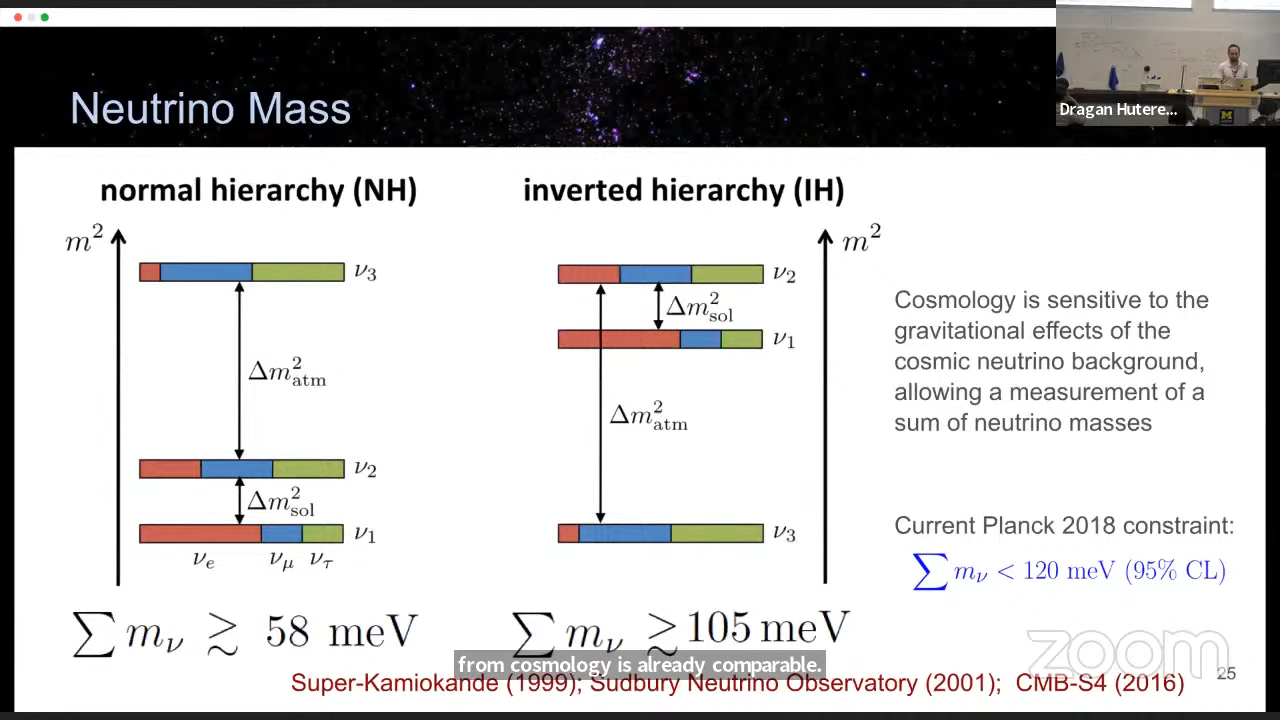 Dragan Hutere...
Neutrino Mass
normal hierarchy (NH)
m²
ν₃
Δm²atm
ν₂
Δm²sol
ν₁
νe νμ ντ
∑ mν ≳ 58 meV
inverted hierarchy (IH)
m²
ν₂
Δm²sol
ν₁
Δm²atm
ν₃
∑ mν ≳ 105 meV
Cosmology is sensitive to the
gravitational effects of the
cosmic neutrino background,
allowing a measurement of a
sum of neutrino masses
Current Planck 2018 constraint:
∑ mν < 120 meV (95% CL)
from cosmology is already comparable.
Super-Kamiokande (1999); Sudbury Neutrino Observatory (2001); CMB-S4 (2016)
zoom
25